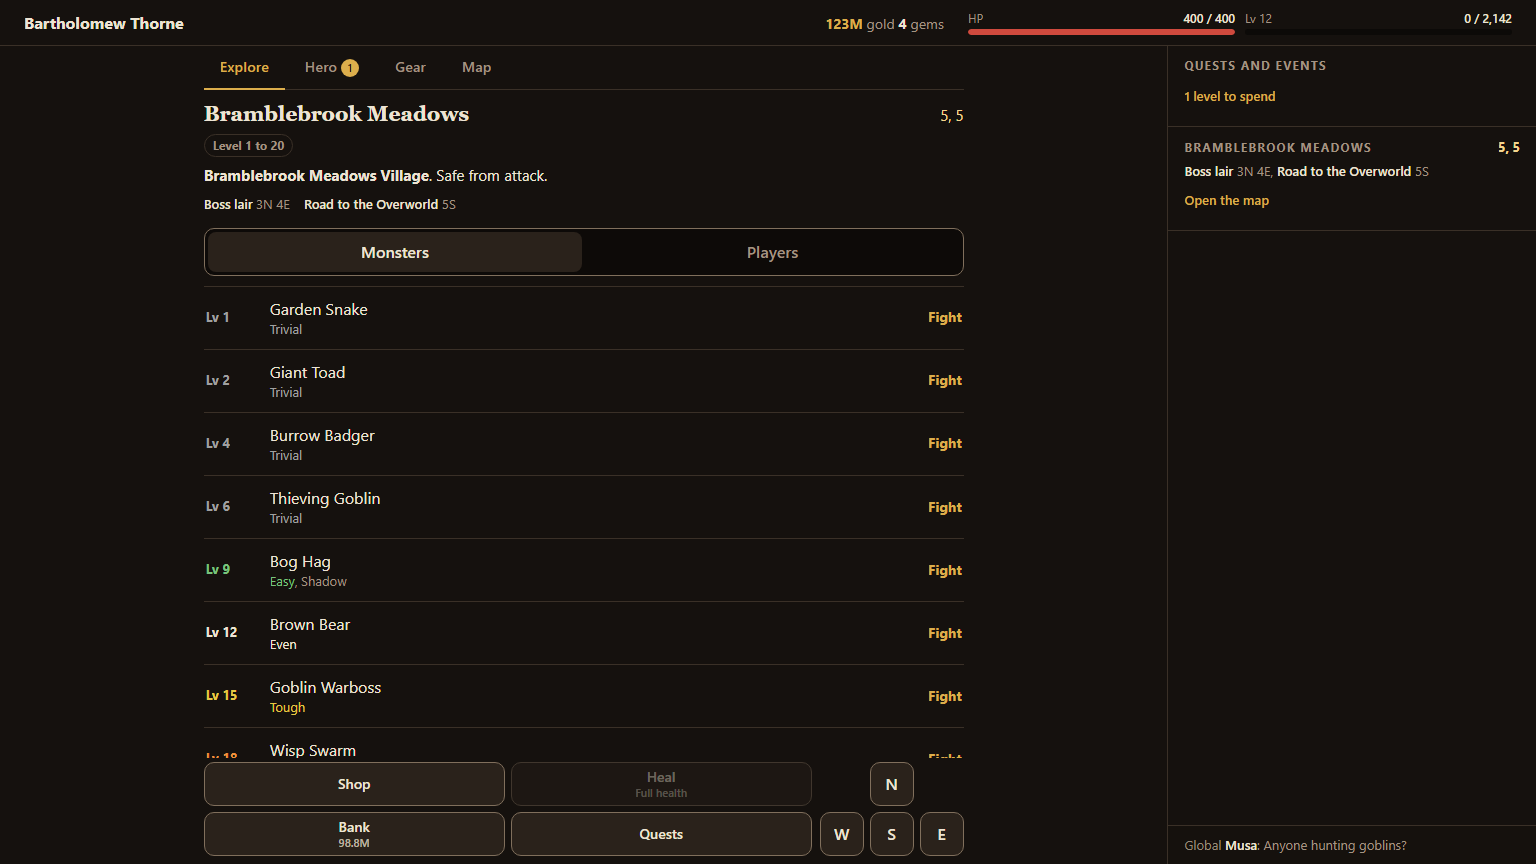 Bartholomew Thorne
123M gold 4 gems
HP 400 / 400
Lv 12 0 / 2,142
Explore
Hero 1
Gear
Map
Bramblebrook Meadows
5, 5
Level 1 to 20
Bramblebrook Meadows Village. Safe from attack.
Boss lair 3N 4E Road to the Overworld 5S
Monsters
Players
Lv 1
Garden Snake
Trivial
Fight
Lv 2
Giant Toad
Trivial
Fight
Lv 4
Burrow Badger
Trivial
Fight
Lv 6
Thieving Goblin
Trivial
Fight
Lv 9
Bog Hag
Easy, Shadow
Fight
Lv 12
Brown Bear
Even
Fight
Lv 15
Goblin Warboss
Tough
Fight
Lv 18
Wisp Swarm
Fight
Shop
Heal
Full health
N
Bank
98.8M
Quests
W
S
E
QUESTS AND EVENTS
1 level to spend
BRAMBLEBROOK MEADOWS
5, 5
Boss lair 3N 4E, Road to the Overworld 5S
Open the map
Global Musa: Anyone hunting goblins?